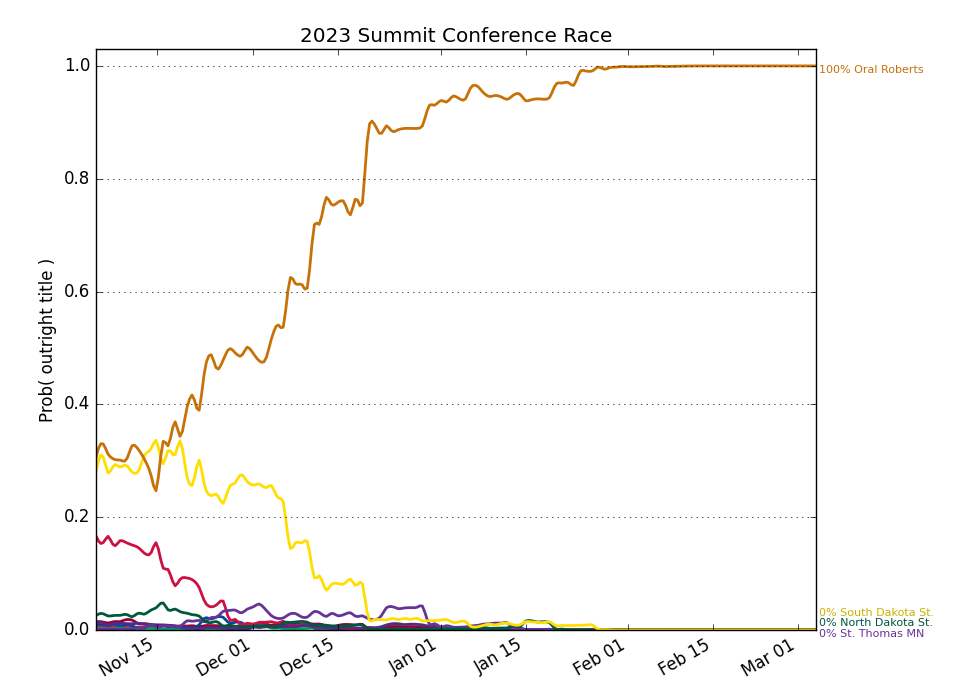 2023 Summit Conference Race
Prob( outright title )
1.0
0.8
0.6
0.4
0.2
0.0
Nov 15
Dec 01
Dec 15
Jan 01
Jan 15
Feb 01
Feb 15
Mar 01
100% Oral Roberts
0% South Dakota St.
0% North Dakota St.
0% St. Thomas MN